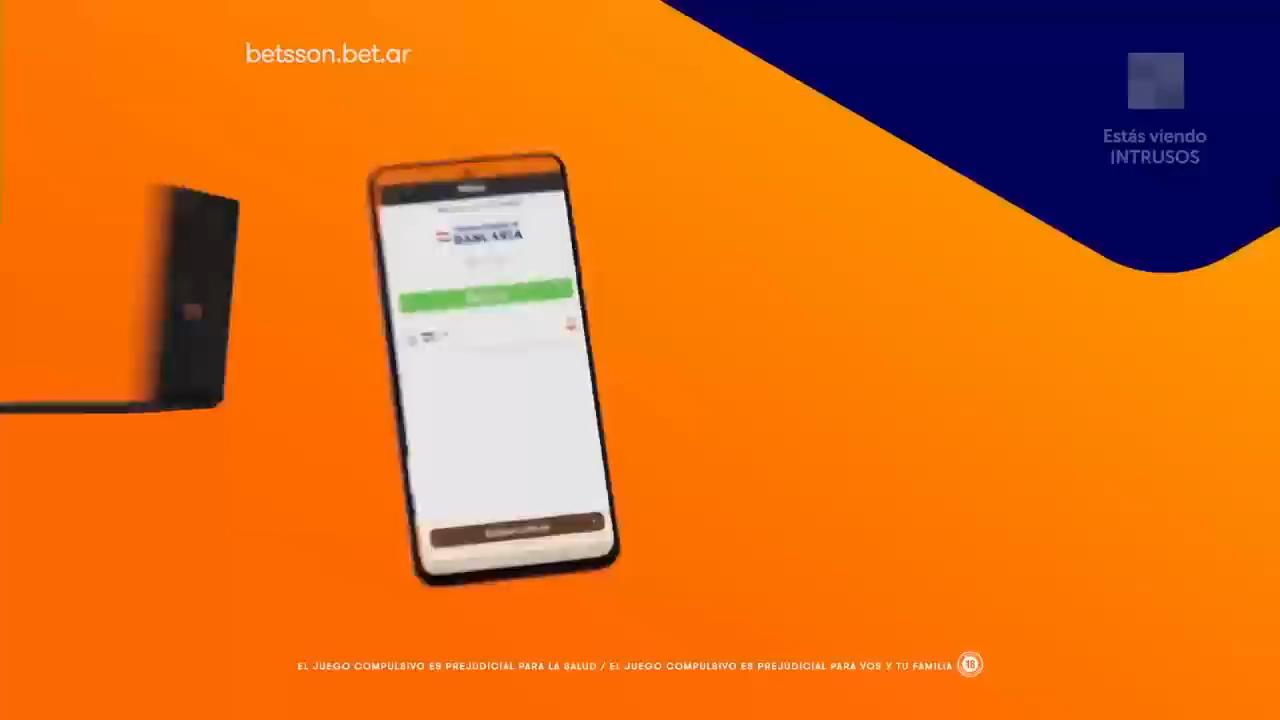 betsson.bet.ar
Estás viendo
INTRUSOS
EL JUEGO COMPULSIVO ES PREJUDICIAL PARA LA SALUD / EL JUEGO COMPULSIVO ES PREJUDICIAL PARA VOS Y TU FAMILIA 18